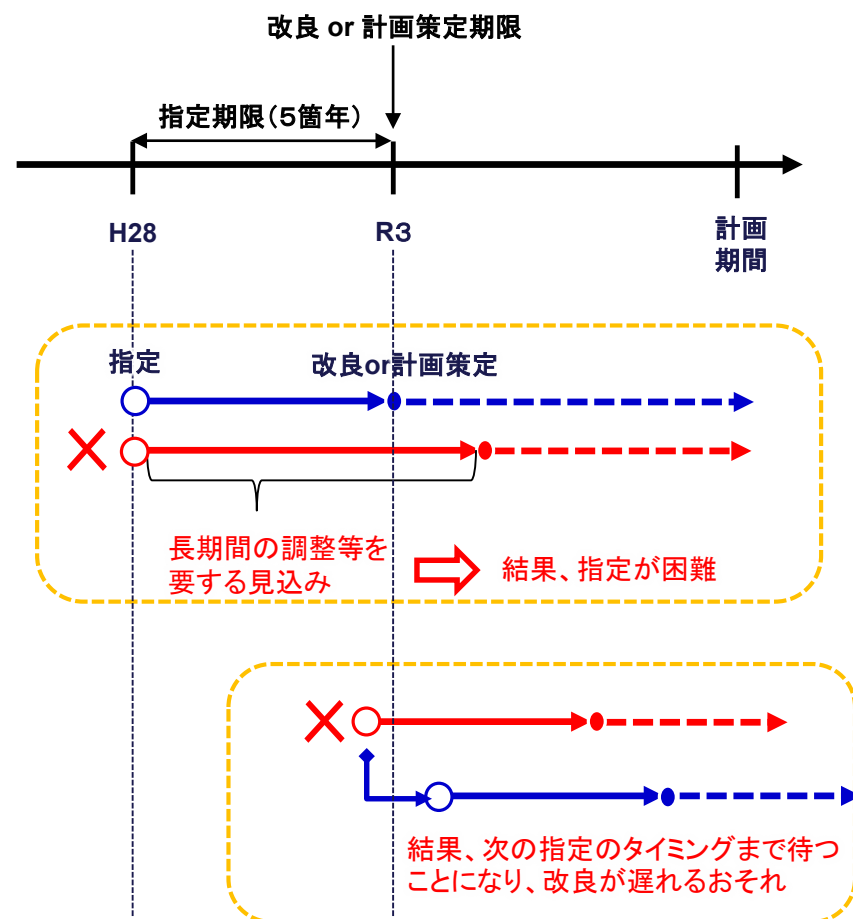 改良 or 計画策定期限
指定期限（５箇年）
H28
R3
計画
期間
指定
改良or計画策定
長期間の調整等を
要する見込み
結果、指定が困難
結果、次の指定のタイミングまで待つ
ことになり、改良が遅れるおそれ